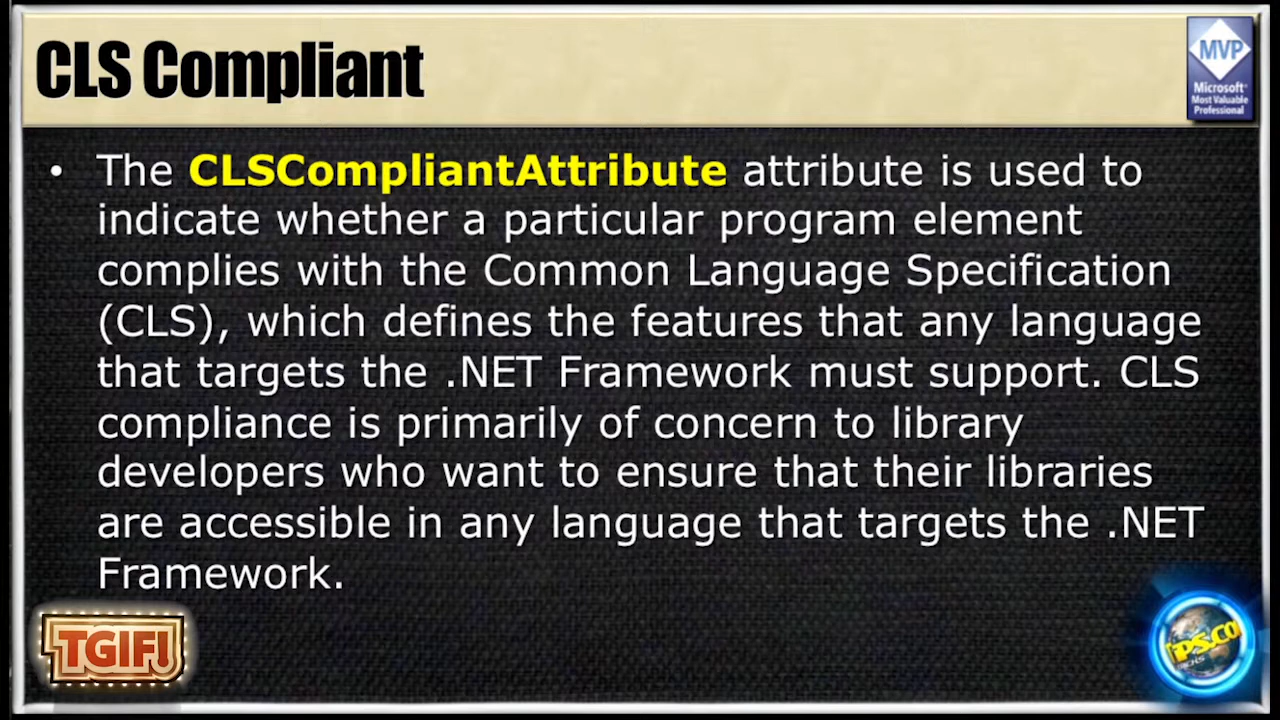 CLS Compliant
MVP
Microsoft®
Most Valuable
Professional
• The CLSCompliantAttribute attribute is used to
indicate whether a particular program element
complies with the Common Language Specification
(CLS), which defines the features that any language
that targets the .NET Framework must support. CLS
compliance is primarily of concern to library
developers who want to ensure that their libraries
are accessible in any language that targets the .NET
Framework.
TGIF!